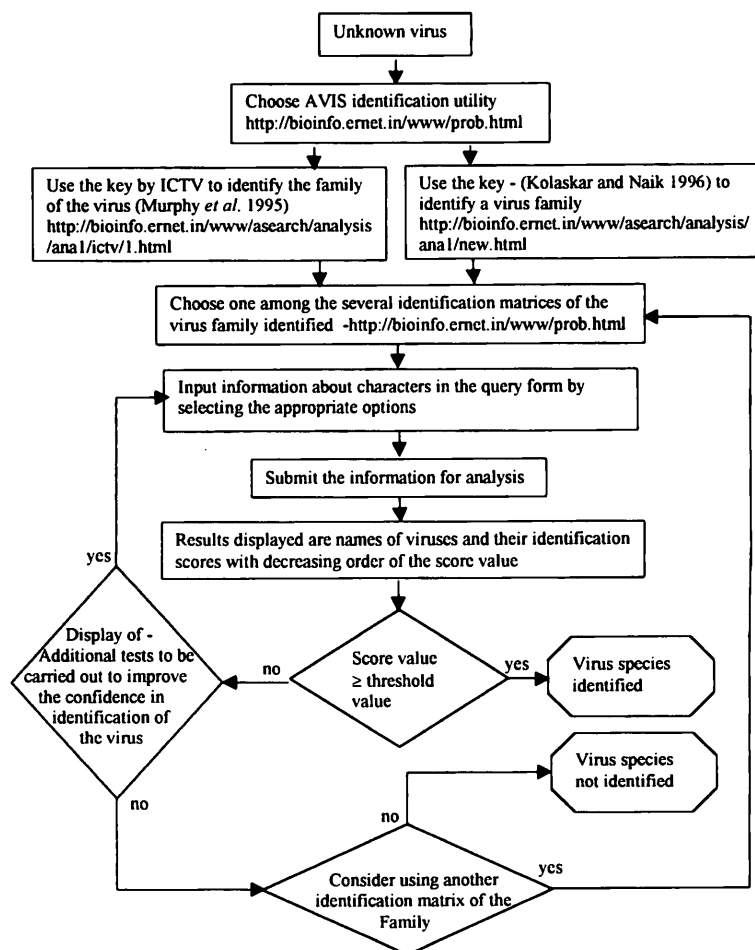 Unknown virus
Choose AVIS identification utility
http://bioinfo.ernet.in/www/prob.html
Use the key by ICTV to identify the family
of the virus (Murphy et al. 1995)
http://bioinfo.ernet.in/www/asearch/analysis
/ana1/ictv/1.html
Use the key - (Kolaskar and Naik 1996) to
identify a virus family
http://bioinfo.ernet.in/www/asearch/analysis/
ana1/new.html
Choose one among the several identification matrices of the
virus family identified -http://bioinfo.ernet.in/www/prob.html
Input information about characters in the query form by
selecting the appropriate options
Submit the information for analysis
Results displayed are names of viruses and their identification
scores with decreasing order of the score value
yes
Display of -
Additional tests to be
carried out to improve
the confidence in
identification of
the virus
no
Score value
≥ threshold
value
yes
Virus species
identified
no
Virus species
not identified
no
yes
Consider using another
identification matrix of the
Family